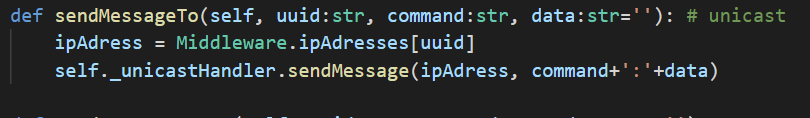 def sendMessageTo(self, uuid:str, command:str, data:str=''): # unicast
    ipAdress = Middleware.ipAdresses[uuid]
    self._unicastHandler.sendMessage(ipAdress, command+':'+data)